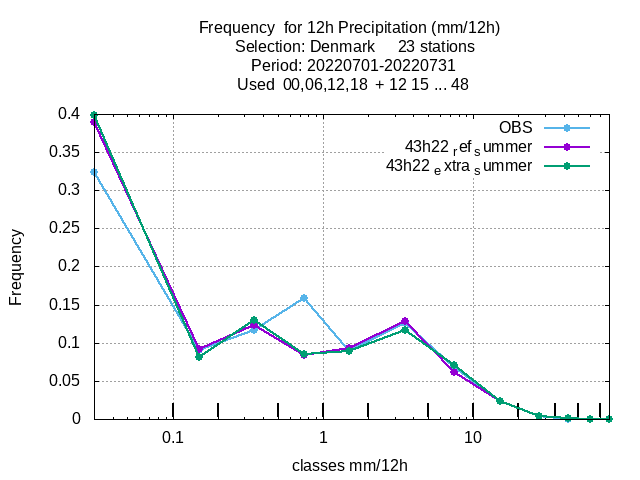 Frequency  for 12h Precipitation (mm/12h)
Selection: Denmark     23 stations
Period: 20220701-20220731
Used  00,06,12,18  + 12 15 ... 48
OBS
43h22 ref summer
43h22 extra summer
0.4
0.35
0.3
0.25
0.2
0.15
0.1
0.05
0
Frequency
0.1 1 10
classes mm/12h